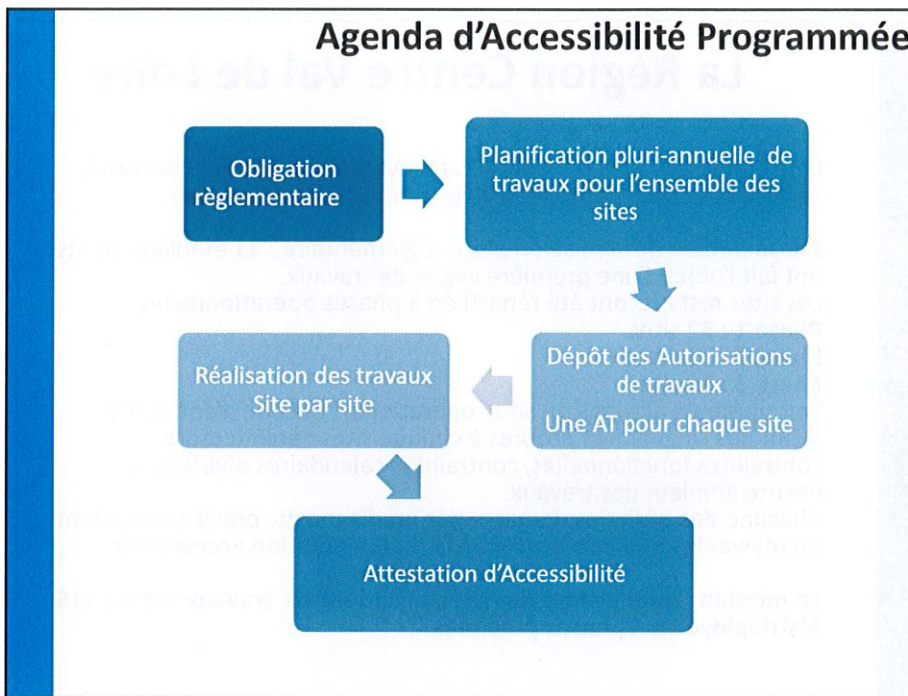 Agenda d'Accessibilité Programmée
Obligation
règlementaire
Planification pluri-annuelle de
travaux pour l'ensemble des
sites
Dépôt des Autorisations
de travaux
Une AT pour chaque site
Réalisation des travaux
Site par site
Attestation d'Accessibilité